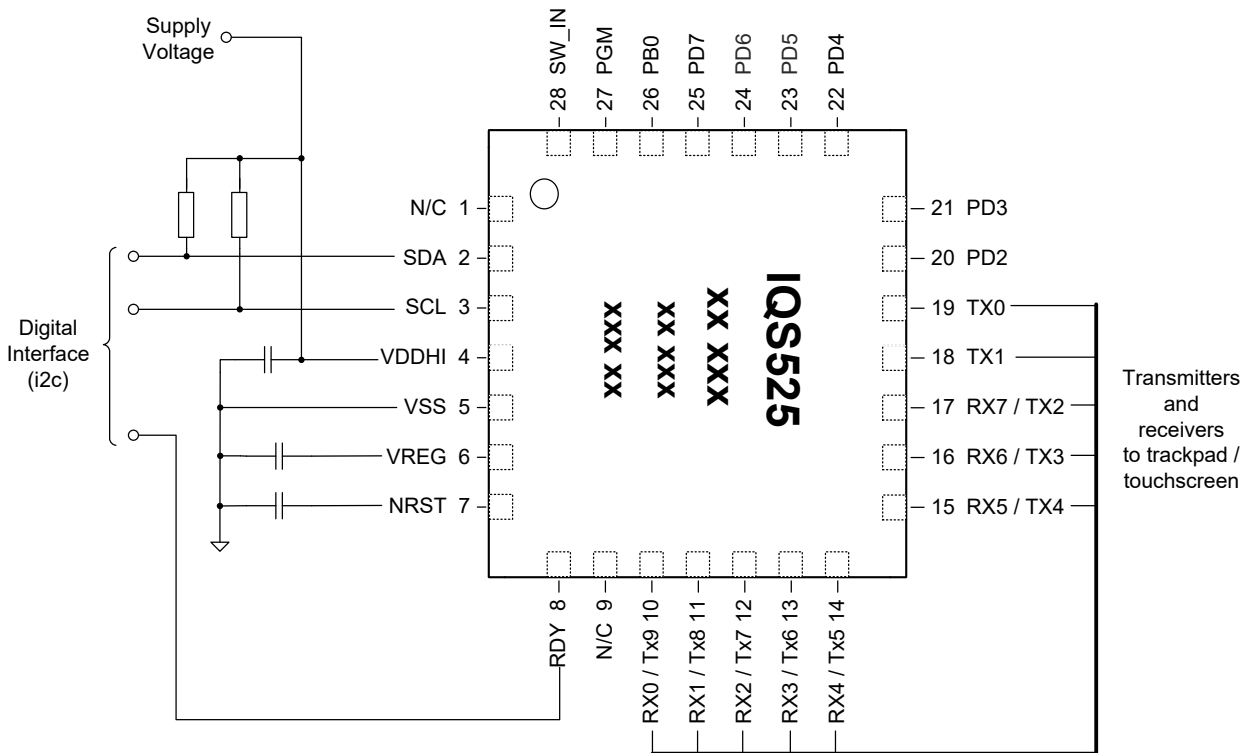 Supply
Voltage
28 SW_IN
27 PGM
26 PB0
25 PD7
24 PD6
23 PD5
22 PD4
N/C 1
SDA 2
SCL 3
VDDHI 4
VSS 5
VREG 6
NRST 7
Digital
Interface
(i2c)
IQS525
xx xxx
xxx xx
xx xxx
21 PD3
20 PD2
19 TX0
18 TX1
17 RX7 / TX2
16 RX6 / TX3
15 RX5 / TX4
Transmitters
and
receivers
to trackpad /
touchscreen
RDY 8
N/C 9
RX0 / Tx9 10
RX1 / Tx8 11
RX2 / Tx7 12
RX3 / Tx6 13
RX4 / Tx5 14